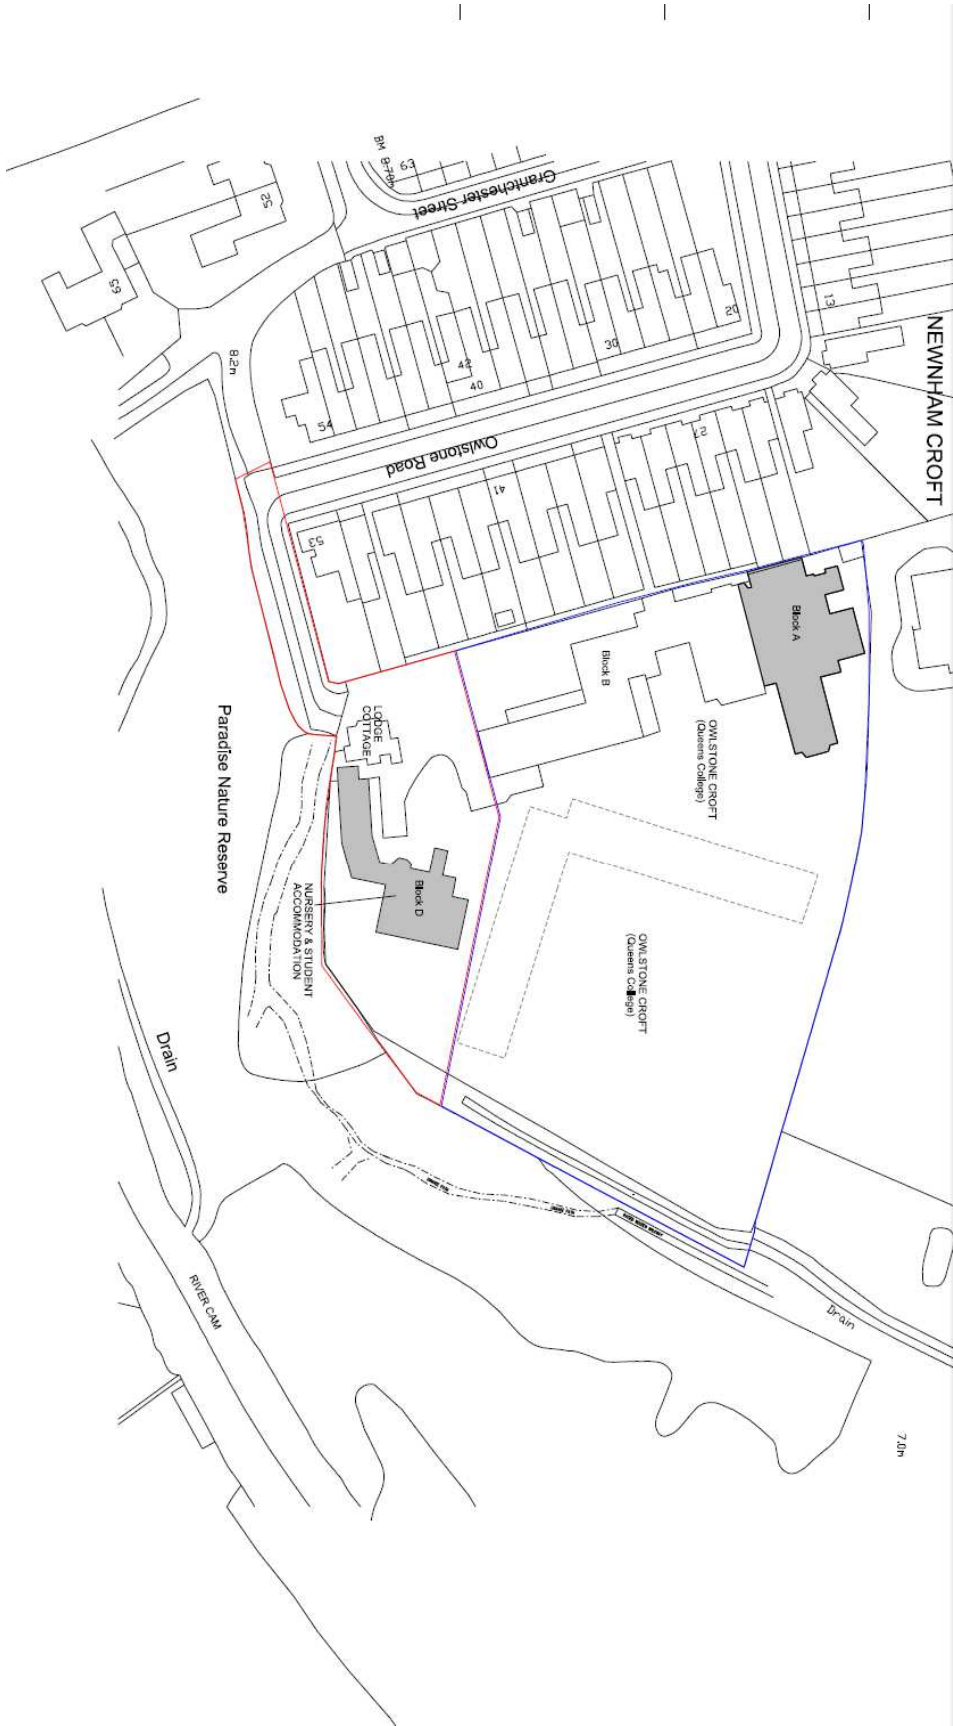 BM 8.78m
63
Grantchester Street
52
59
13
NEWNHAM CROFT
20
30
8.2m
42
40
54
Owlstone Road
27
41
53
Block A
Block B
LODGE
COTTAGE
OWLSTONE CROFT
(Queens College)
Paradise Nature Reserve
Block D
NURSERY & STUDENT
ACCOMMODATION
OWLSTONE CROFT
(Queens College)
Drain
RIVER CAM
Drain
7.0m